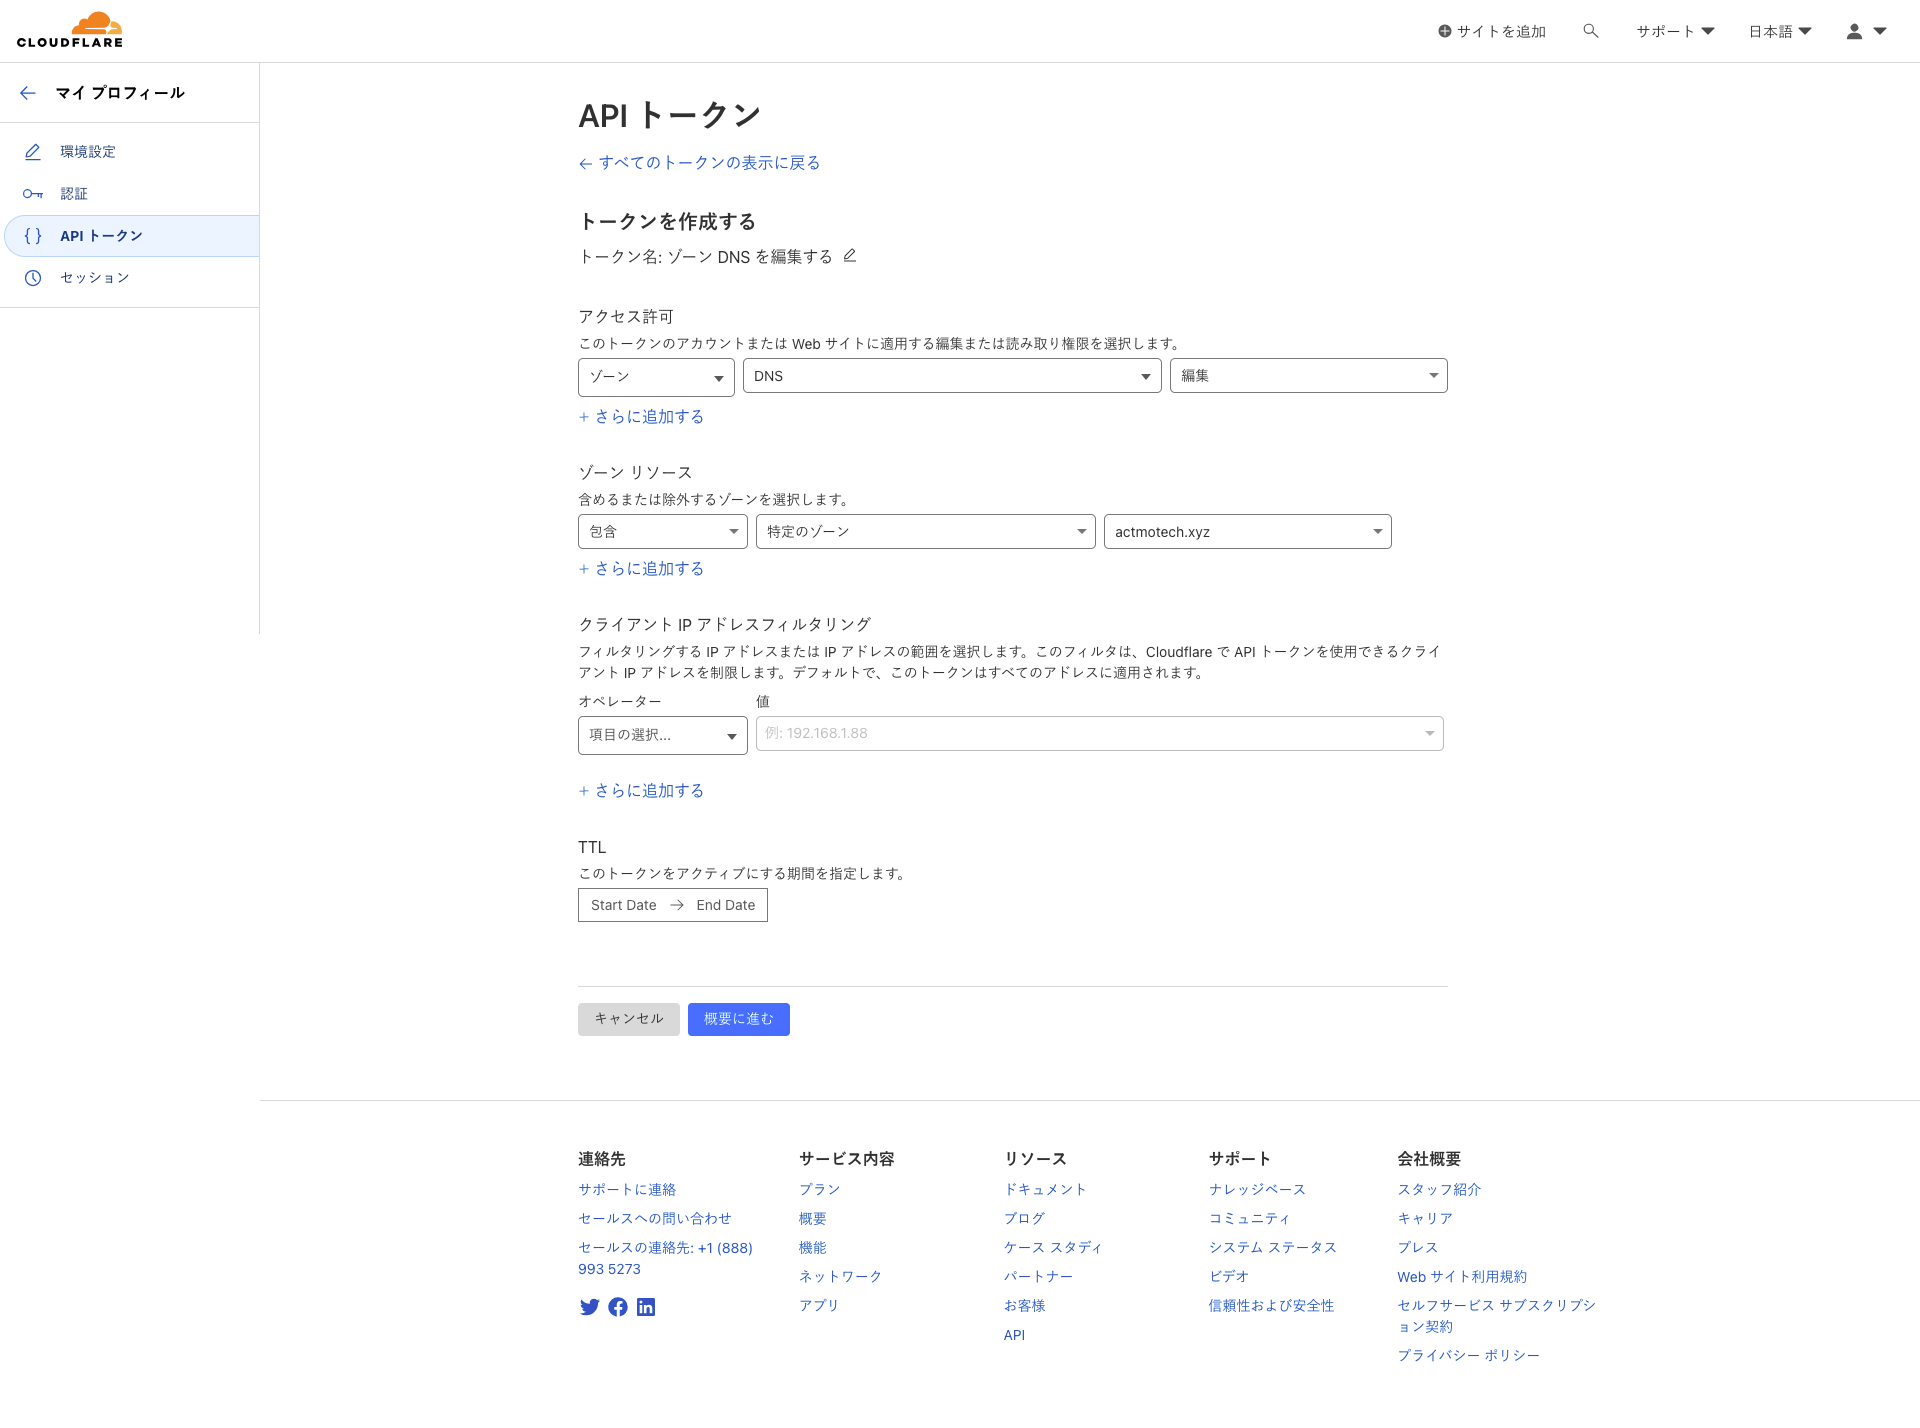 CLOUDFLARE
サイトを追加
サポート
日本語
マイ プロフィール
環境設定
認証
API トークン
セッション
API トークン
← すべてのトークンの表示に戻る
トークンを作成する
トークン名: ゾーン DNS を編集する
アクセス許可
このトークンのアカウントまたは Web サイトに適用する編集または読み取り権限を選択します。
ゾーン DNS 編集
+ さらに追加する
ゾーン リソース
含めるまたは除外するゾーンを選択します。
包含 特定のゾーン actmotech.xyz
+ さらに追加する
クライアント IP アドレスフィルタリング
フィルタリングする IP アドレスまたは IP アドレスの範囲を選択します。このフィルタは、Cloudflare で API トークンを使用できるクライ
アント IP アドレスを制限します。デフォルトで、このトークンはすべてのアドレスに適用されます。
オペレーター 値
項目の選択... 例: 192.168.1.88
+ さらに追加する
TTL
このトークンをアクティブにする期間を指定します。
Start Date → End Date
キャンセル 概要に進む
連絡先
サポートに連絡
セールスへの問い合わせ
セールスの連絡先: +1 (888)
993 5273
サービス内容
プラン
概要
機能
ネットワーク
アプリ
リソース
ドキュメント
ブログ
ケース スタディ
パートナー
お客様
API
サポート
ナレッジベース
コミュニティ
システム ステータス
ビデオ
信頼性および安全性
会社概要
スタッフ紹介
キャリア
プレス
Web サイト利用規約
セルフサービス サブスクリプシ
ョン契約
プライバシー ポリシー